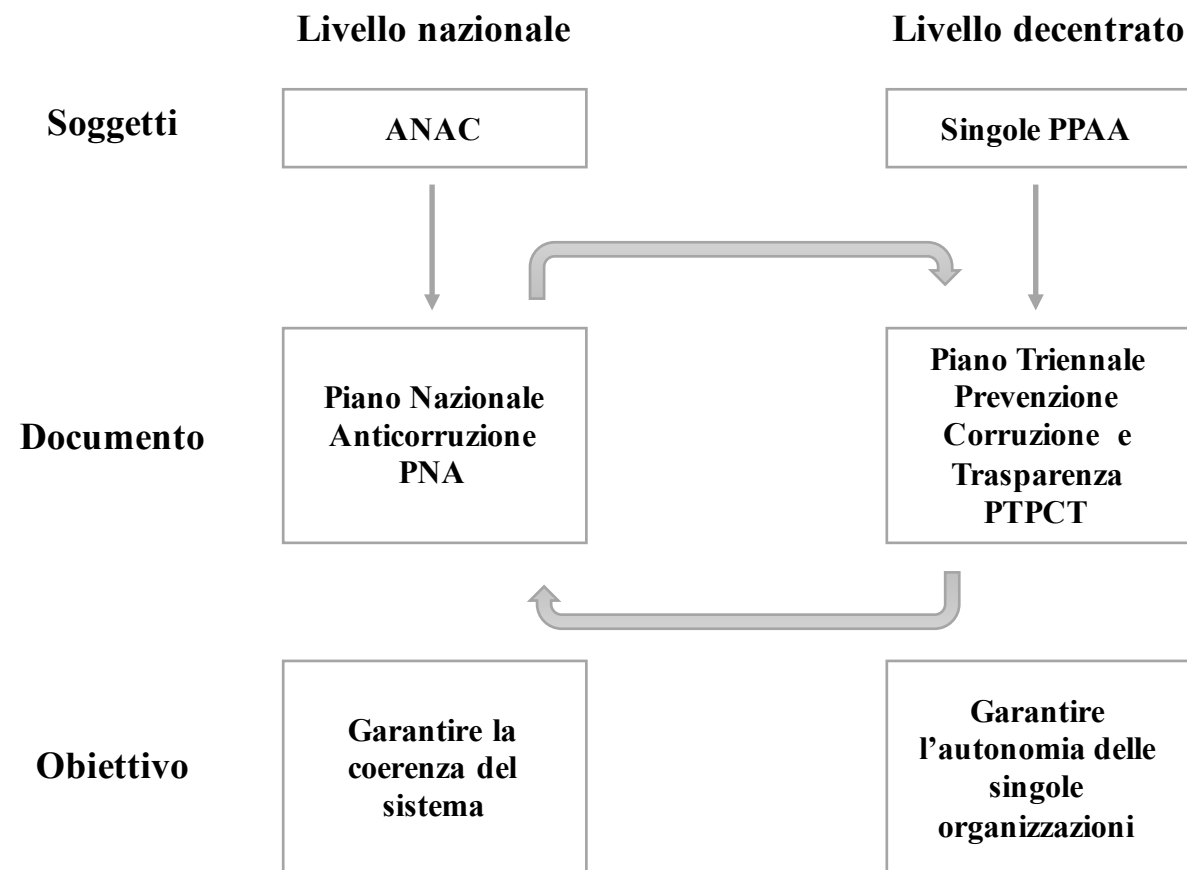 Livello nazionale
Livello decentrato
Soggetti
ANAC
Singole PPAA
Documento
Piano Nazionale
Anticorruzione
PNA
Piano Triennale
Prevenzione
Corruzione e
Trasparenza
PTPCT
Obiettivo
Garantire la
coerenza del
sistema
Garantire
l’autonomia delle
singole
organizzazioni